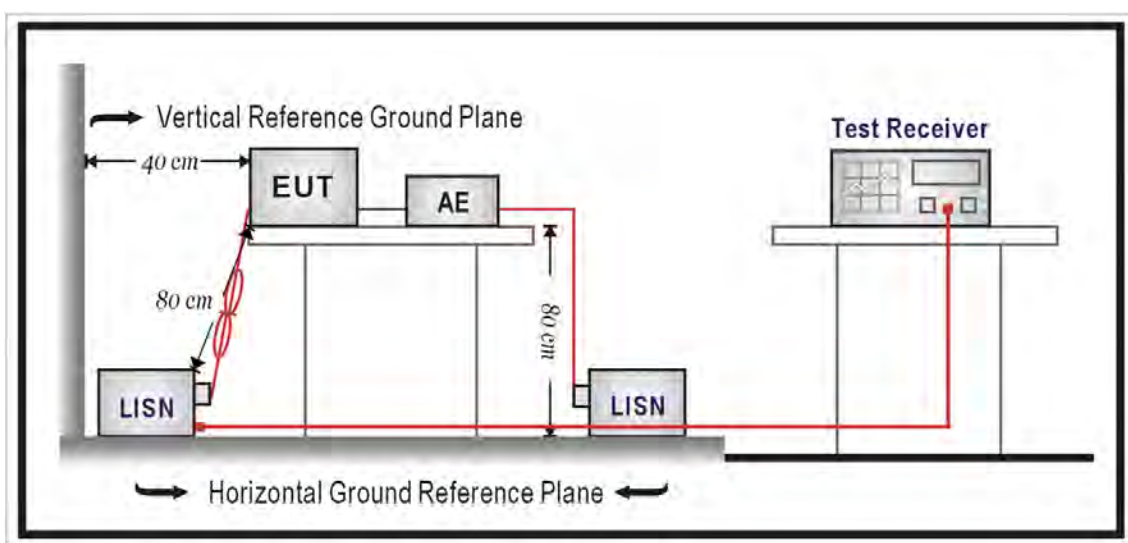 Vertical Reference Ground Plane
Test Receiver
40 cm
EUT
AE
80 cm
80 cm
LISN
LISN
Horizontal Ground Reference Plane